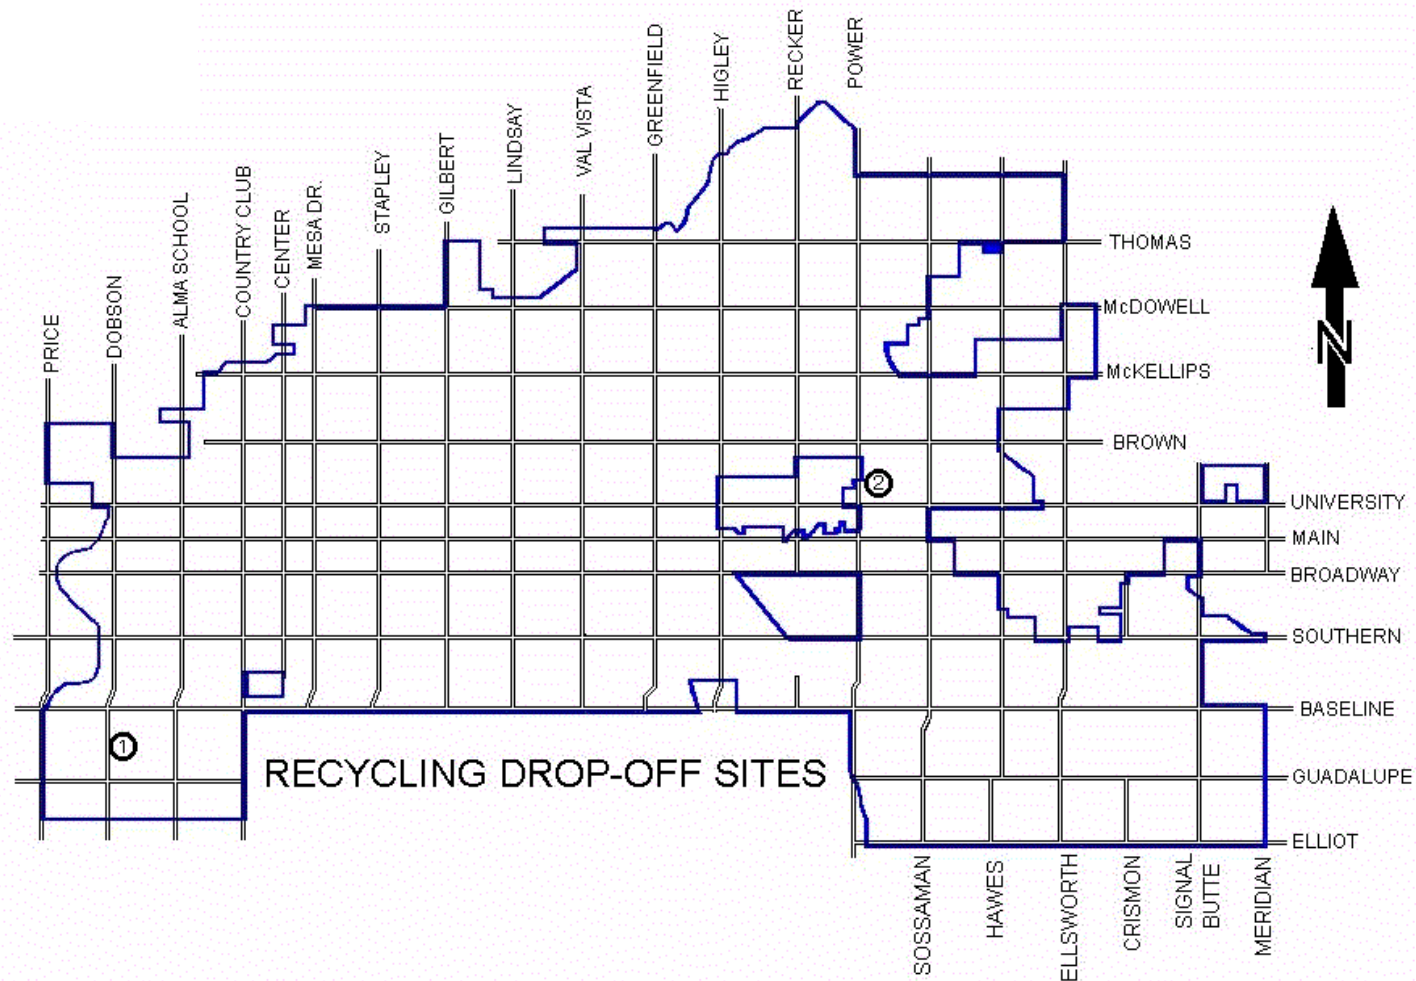 PRICE
DOBSON
ALMA SCHOOL
COUNTRY CLUB
CENTER
MESA DR.
STAPLEY
GILBERT
LINDSAY
VAL VISTA
GREENFIELD
HIGLEY
RECKER
POWER
THOMAS
McDOWELL
McKELLIPS
BROWN
UNIVERSITY
MAIN
BROADWAY
SOUTHERN
BASELINE
GUADALUPE
ELLIOT
N
2
1
RECYCLING DROP-OFF SITES
SOSSAMAN
HAWES
ELLSWORTH
CRISMON
SIGNAL
BUTTE
MERIDIAN